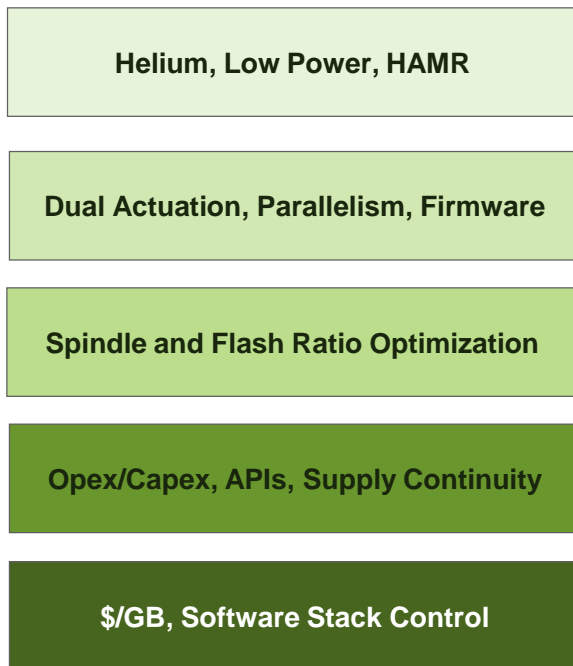 Helium, Low Power, HAMR
Dual Actuation, Parallelism, Firmware
Spindle and Flash Ratio Optimization
Opex/Capex, APIs, Supply Continuity
$/GB, Software Stack Control